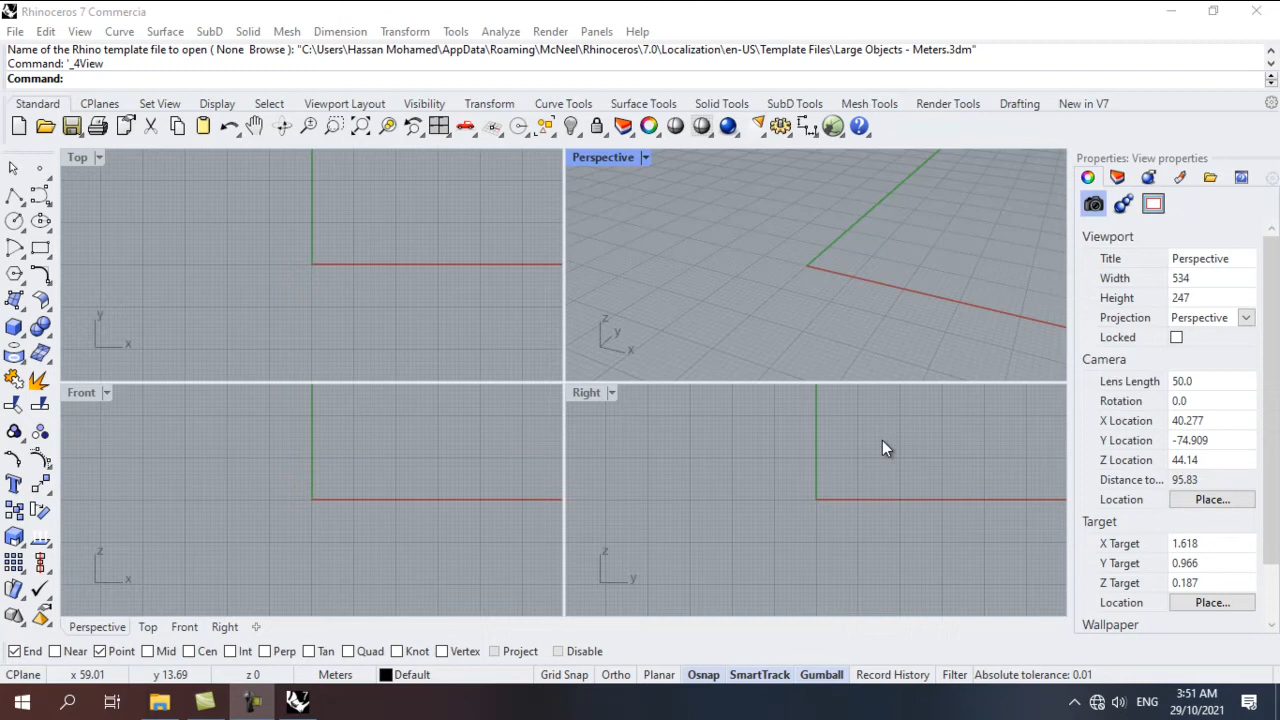 Rhinoceros 7 Commercia
File Edit View Curve Surface SubD Solid Mesh Dimension Transform Tools Analyze Render Panels Help
Name of the Rhino template file to open ( None Browse ): "C:\Users\Hassan Mohamed\AppData\Roaming\McNeel\Rhinoceros\7.0\Localization\en-US\Template Files\Large Objects - Meters.3dm"
Command: '_4View
Command:
Standard CPlanes Set View Display Select Viewport Layout Visibility Transform Curve Tools Surface Tools Solid Tools SubD Tools Mesh Tools Render Tools Drafting New in V7
Top
y
x
Perspective
z
y
x
Front
z
x
Right
z
y
Properties: View properties
Viewport
Title Perspective
Width 534
Height 247
Projection Perspective
Locked
Camera
Lens Length 50.0
Rotation 0.0
X Location 40.277
Y Location -74.909
Z Location 44.14
Distance to... 95.83
Location Place...
Target
X Target 1.618
Y Target 0.966
Z Target 0.187
Location Place...
Wallpaper
Perspective Top Front Right
End Near Point Mid Cen Int Perp Tan Quad Knot Vertex Project Disable
CPlane x 59.01 y 13.69 z 0 Meters Default Grid Snap Ortho Planar Osnap SmartTrack Gumball Record History Filter Absolute tolerance: 0.01
ENG
3:51 AM
29/10/2021